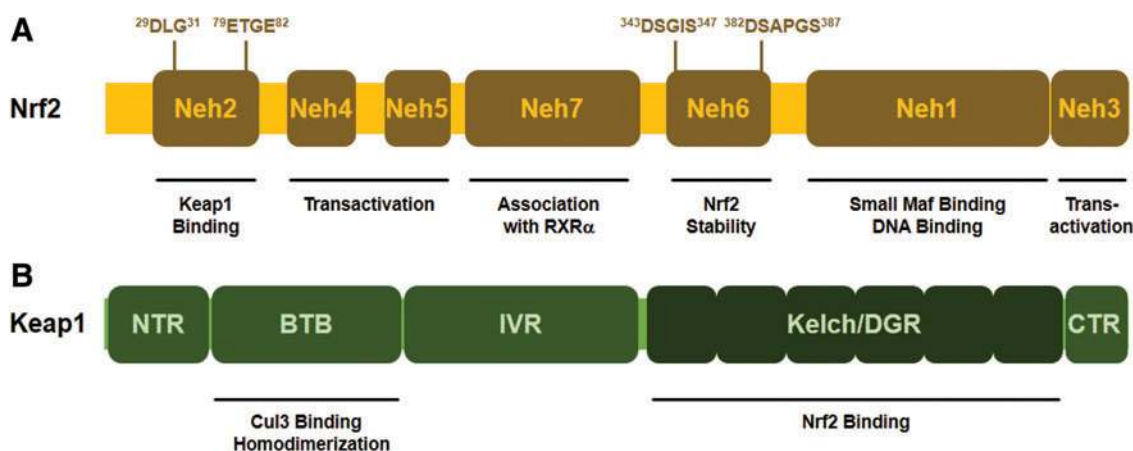 A
²⁹DLG³¹ ⁷⁹ETGE⁸² ³⁴³DSGIS³⁴⁷ ³⁸²DSAPGS³⁸⁷
Nrf2 Neh2 Neh4 Neh5 Neh7 Neh6 Neh1 Neh3
Keap1 Transactivation Association Nrf2 Small Maf Binding Trans-
Binding with RXRα Stability DNA Binding activation
B
Keap1 NTR BTB IVR Kelch/DGR CTR
Cul3 Binding Nrf2 Binding
Homodimerization